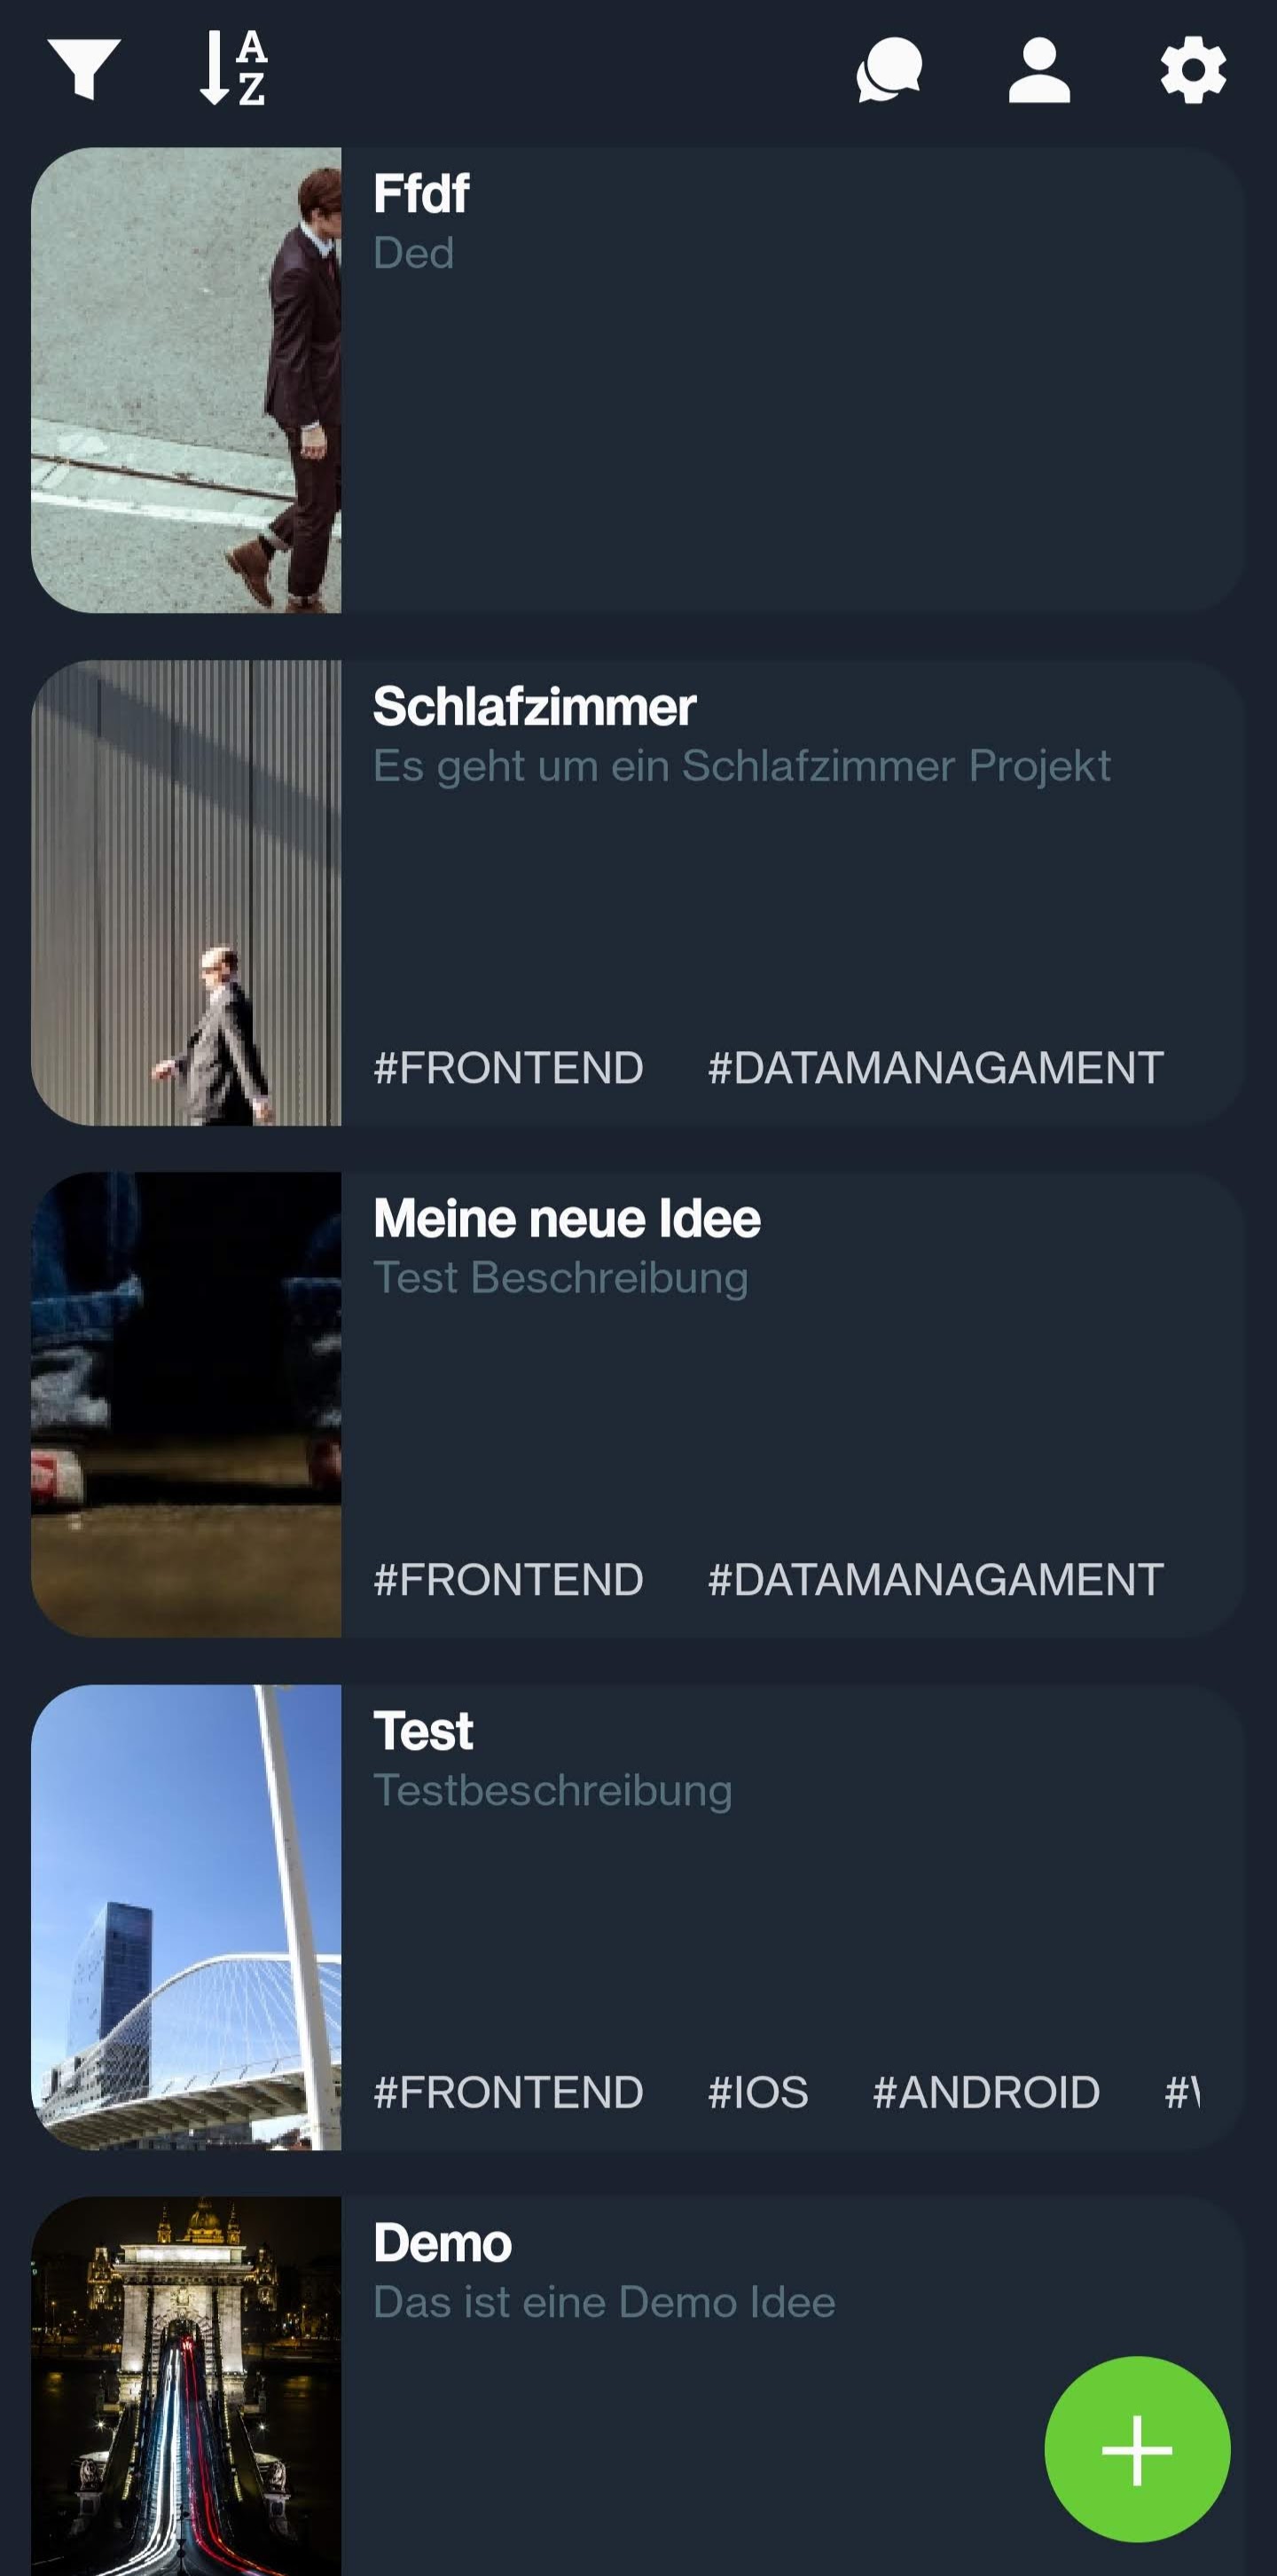 A
Z
Ffdf
Ded
Schlafzimmer
Es geht um ein Schlafzimmer Projekt
#FRONTEND #DATAMANAGAMENT
Meine neue Idee
Test Beschreibung
#FRONTEND #DATAMANAGAMENT
Test
Testbeschreibung
#FRONTEND #IOS #ANDROID
Demo
Das ist eine Demo Idee